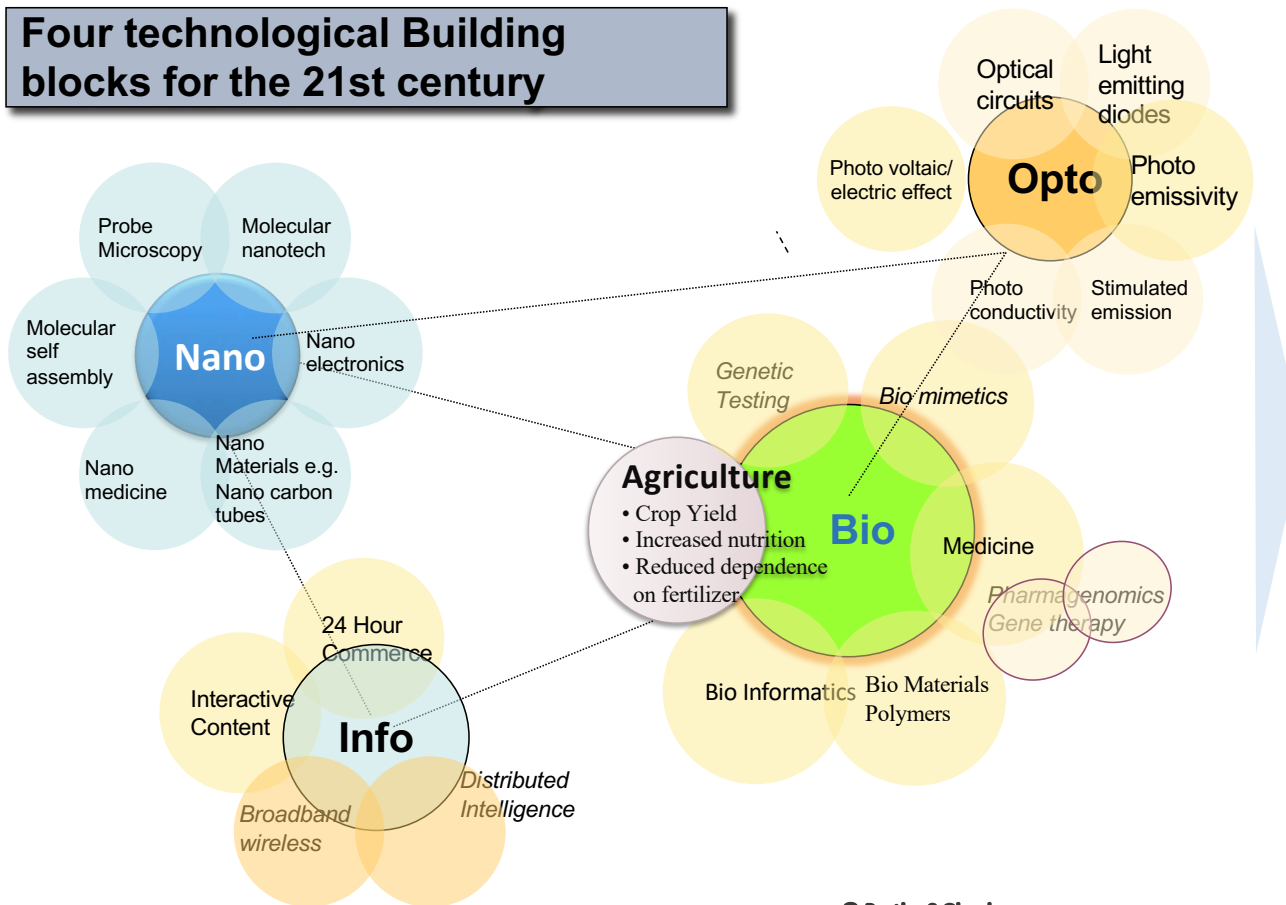 Four technological Building
blocks for the 21st century
Optical
circuits
Light
emitting
diodes
Photo voltaic/
electric effect
Opto
Photo
emissivity
Photo
conductivity
Stimulated
emission
Probe
Microscopy
Molecular
nanotech
Molecular
self
assembly
Nano
Nano
electronics
Nano
medicine
Nano
Materials e.g.
Nano carbon
tubes
Genetic
Testing
Bio mimetics
Agriculture
• Crop Yield
• Increased nutrition
• Reduced dependence
on fertilizer
Bio
Medicine
Pharmagenomics
Gene therapy
Bio Informatics
Bio Materials
Polymers
24 Hour
Commerce
Interactive
Content
Info
Broadband
wireless
Distributed
Intelligence